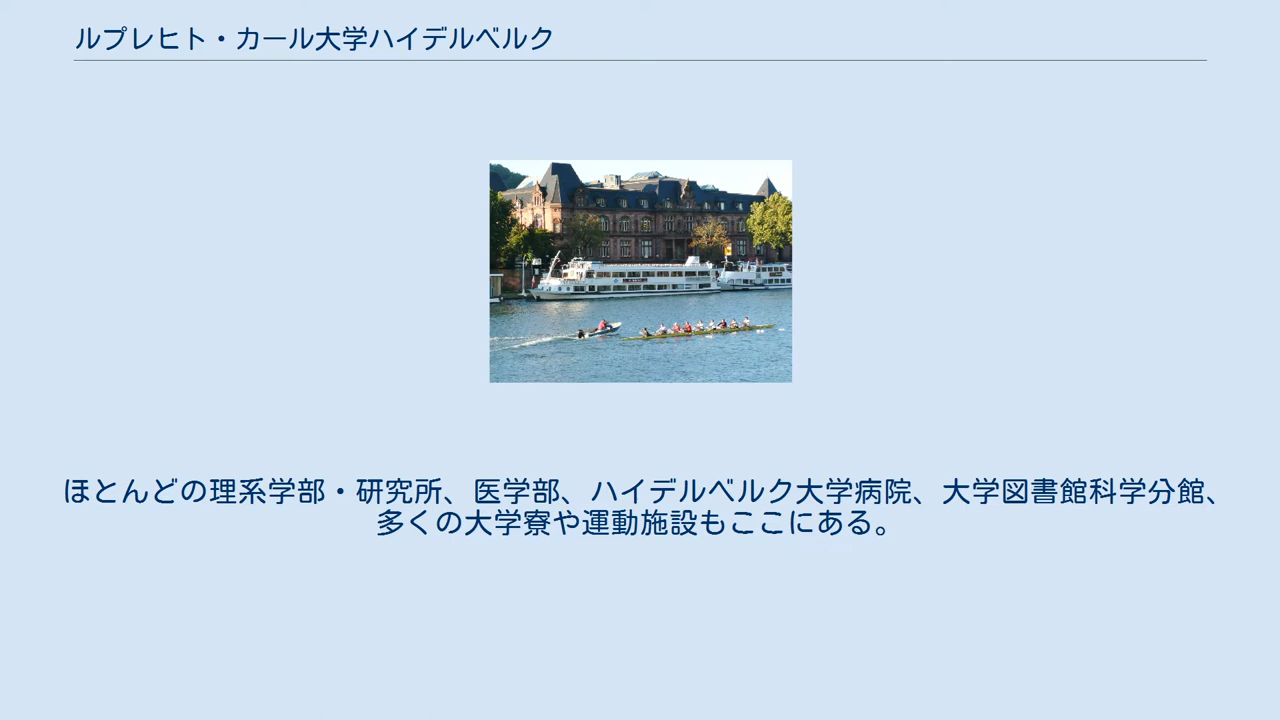 ルプレヒト・カール大学ハイデルベルク
ほとんどの理系学部・研究所、医学部、ハイデルベルク大学病院、大学図書館科学分館、
多くの大学寮や運動施設もここにある。